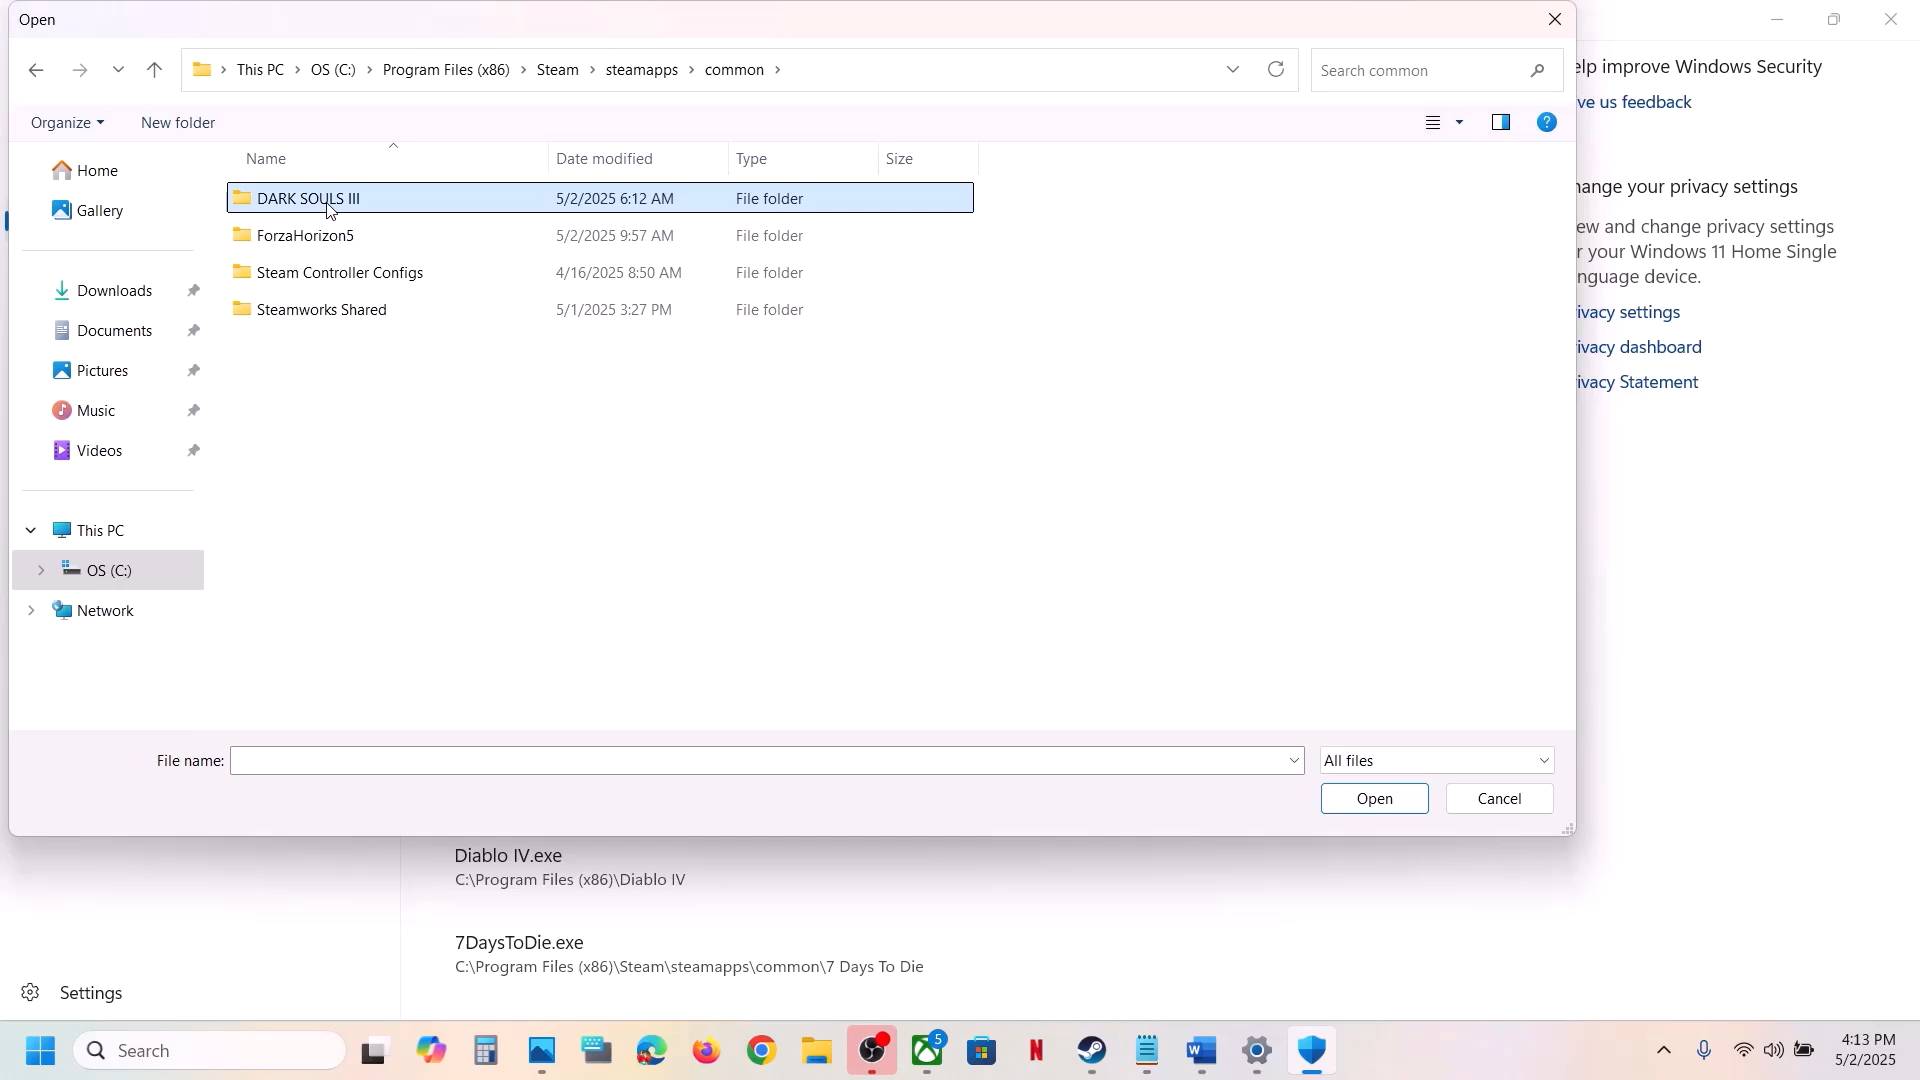 Open
This PC > OS (C:) > Program Files (x86) > Steam > steamapps > common >
Search common
Organize
New folder
Name
Date modified
Type
Size
DARK SOULS III
5/2/2025 6:12 AM
File folder
ForzaHorizon5
5/2/2025 9:57 AM
File folder
Steam Controller Configs
4/16/2025 8:50 AM
File folder
Steamworks Shared
5/1/2025 3:27 PM
File folder
Home
Gallery
Downloads
Documents
Pictures
Music
Videos
This PC
OS (C:)
Network
File name:
All files
Open
Cancel
elp improve Windows Security
ve us feedback
hange your privacy settings
ew and change privacy settings
r your Windows 11 Home Single
nguage device.
ivacy settings
ivacy dashboard
ivacy Statement
Diablo IV.exe
C:\Program Files (x86)\Diablo IV
7DaysToDie.exe
C:\Program Files (x86)\Steam\steamapps\common\7 Days To Die
Settings
Search
5
4:13 PM
5/2/2025